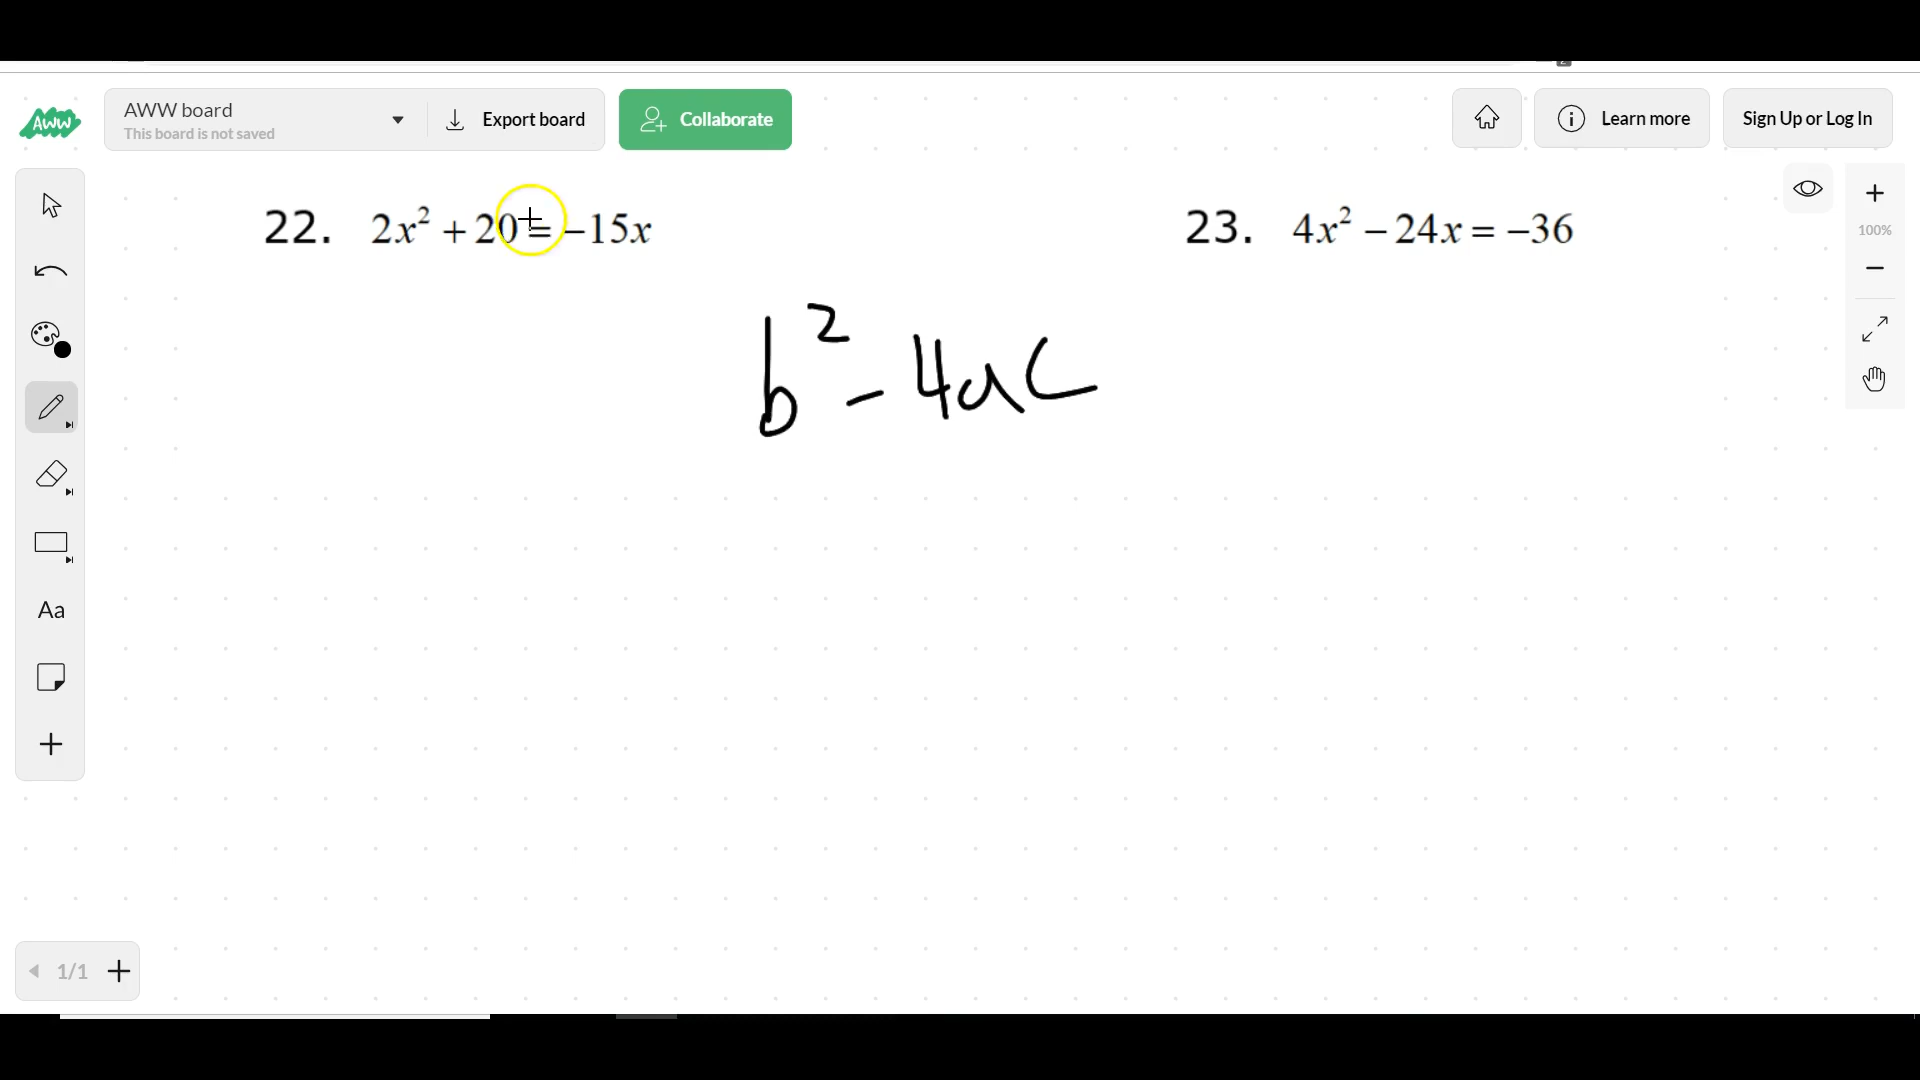 AWW
AWW board
This board is not saved
Export board
Collaborate
Learn more
Sign Up or Log In
22. 2x² + 20 = −15x
23. 4x² − 24x = −36
100%
b² - 4ac
Aa
1/1